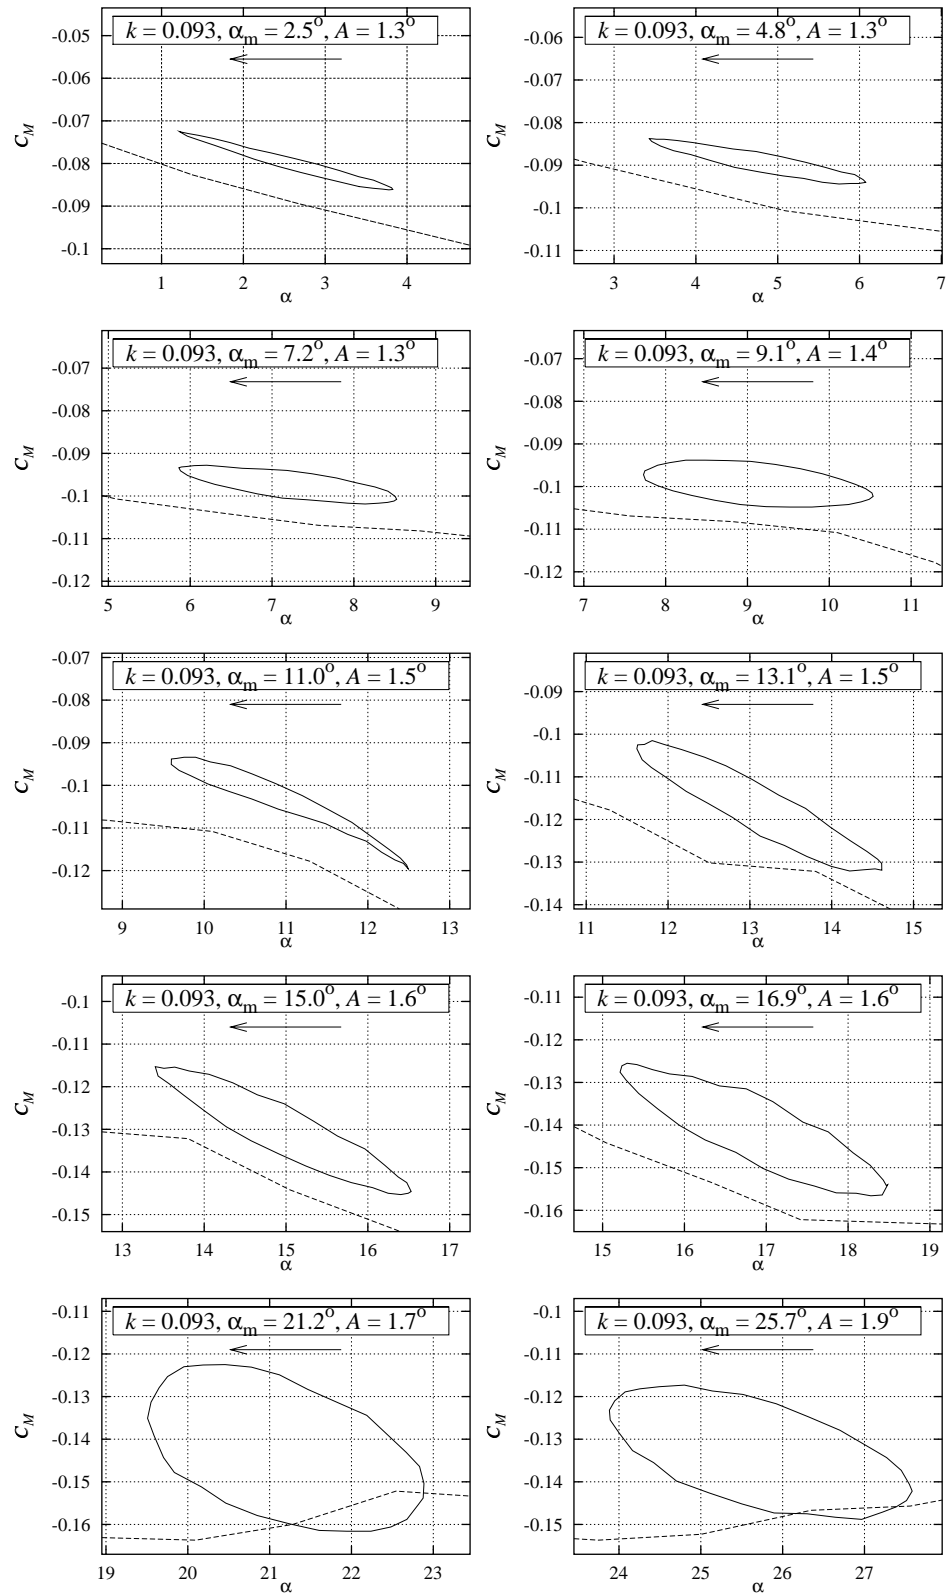 k = 0.093, αm = 2.5°, A = 1.3°
-0.05
-0.06
-0.07
-0.08
-0.09
-0.1
CM
1 2 3 4
α
k = 0.093, αm = 4.8°, A = 1.3°
-0.06
-0.07
-0.08
-0.09
-0.1
-0.11
CM
3 4 5 6 7
α
k = 0.093, αm = 7.2°, A = 1.3°
-0.07
-0.08
-0.09
-0.1
-0.11
-0.12
CM
5 6 7 8 9
α
k = 0.093, αm = 9.1°, A = 1.4°
-0.07
-0.08
-0.09
-0.1
-0.11
-0.12
CM
7 8 9 10 11
α
k = 0.093, αm = 11.0°, A = 1.5°
-0.07
-0.08
-0.09
-0.1
-0.11
-0.12
CM
9 10 11 12 13
α
k = 0.093, αm = 13.1°, A = 1.5°
-0.09
-0.1
-0.11
-0.12
-0.13
-0.14
CM
11 12 13 14 15
α
k = 0.093, αm = 15.0°, A = 1.6°
-0.1
-0.11
-0.12
-0.13
-0.14
-0.15
CM
13 14 15 16 17
α
k = 0.093, αm = 16.9°, A = 1.6°
-0.11
-0.12
-0.13
-0.14
-0.15
-0.16
CM
15 16 17 18 19
α
k = 0.093, αm = 21.2°, A = 1.7°
-0.11
-0.12
-0.13
-0.14
-0.15
-0.16
CM
19 20 21 22 23
α
k = 0.093, αm = 25.7°, A = 1.9°
-0.1
-0.11
-0.12
-0.13
-0.14
-0.15
CM
24 25 26 27
α